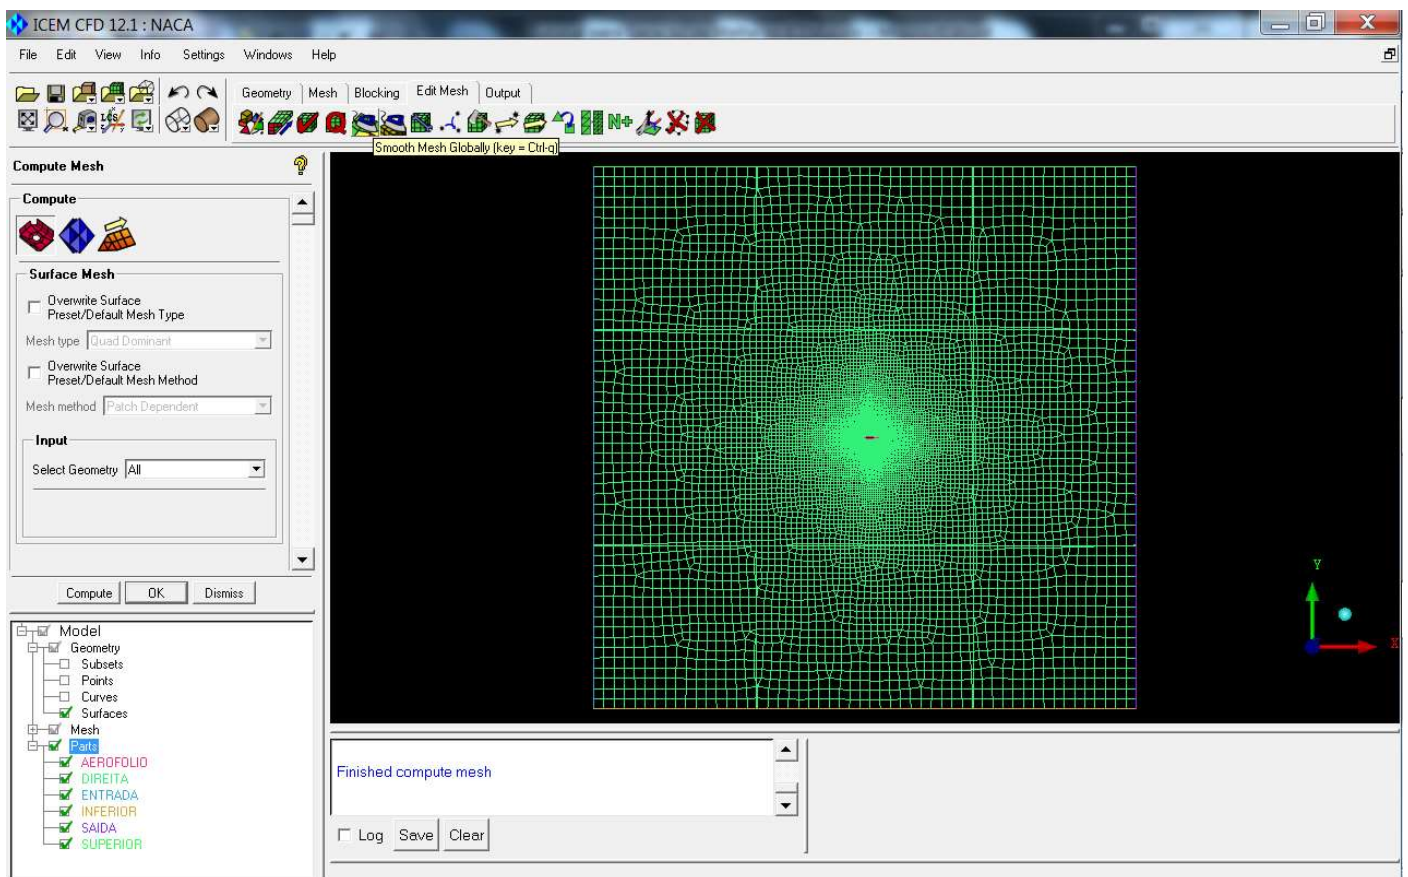 ICEM CFD 12.1 : NACA
File Edit View Info Settings Windows Help
Geometry Mesh Blocking Edit Mesh Output
LCS
N+
Smooth Mesh Globally (key = Ctrl-q)
Compute Mesh
Compute
Surface Mesh
Overwrite Surface
Preset/Default Mesh Type
Mesh type Quad Dominant
Overwrite Surface
Preset/Default Mesh Method
Mesh method Patch Dependent
Input
Select Geometry All
Compute OK Dismiss
Model
Geometry
Subsets
Points
Curves
Surfaces
Mesh
Parts
AEROFOLIO
DIREITA
ENTRADA
INFERIOR
SAIDA
SUPERIOR
Y
X
Finished compute mesh
Log Save Clear